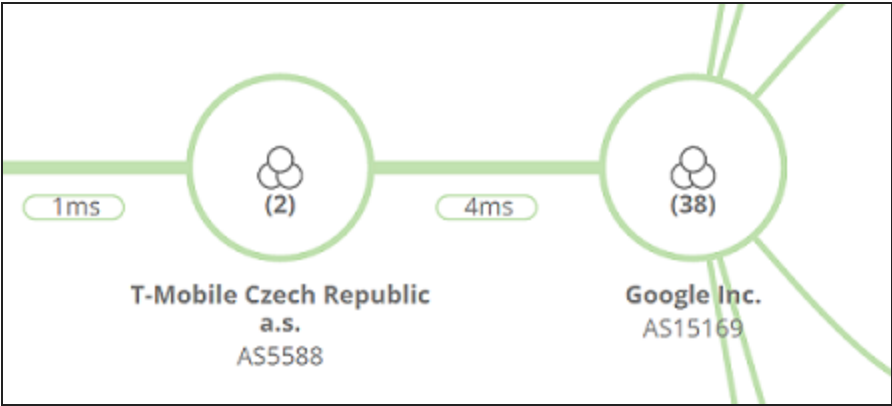 1ms
(2)
4ms
(38)
T-Mobile Czech Republic
a.s.
AS5588
Google Inc.
AS15169